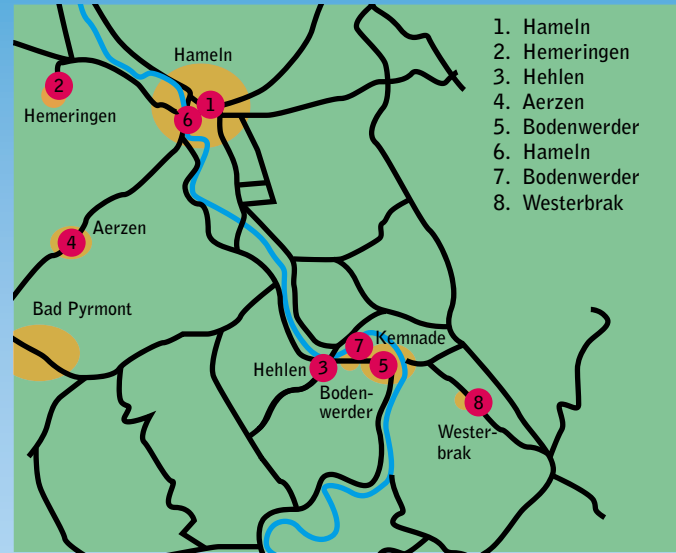 1. Hameln
2. Hemeringen
3. Hehlen
4. Aerzen
5. Bodenwerder
6. Hameln
7. Bodenwerder
8. Westerbrak
Hameln
2
Hemeringen
1
6
Aerzen
4
Bad Pyrmont
Kemnade
7
Hehlen
3
5
Boden-
werder
8
Wester-
brak